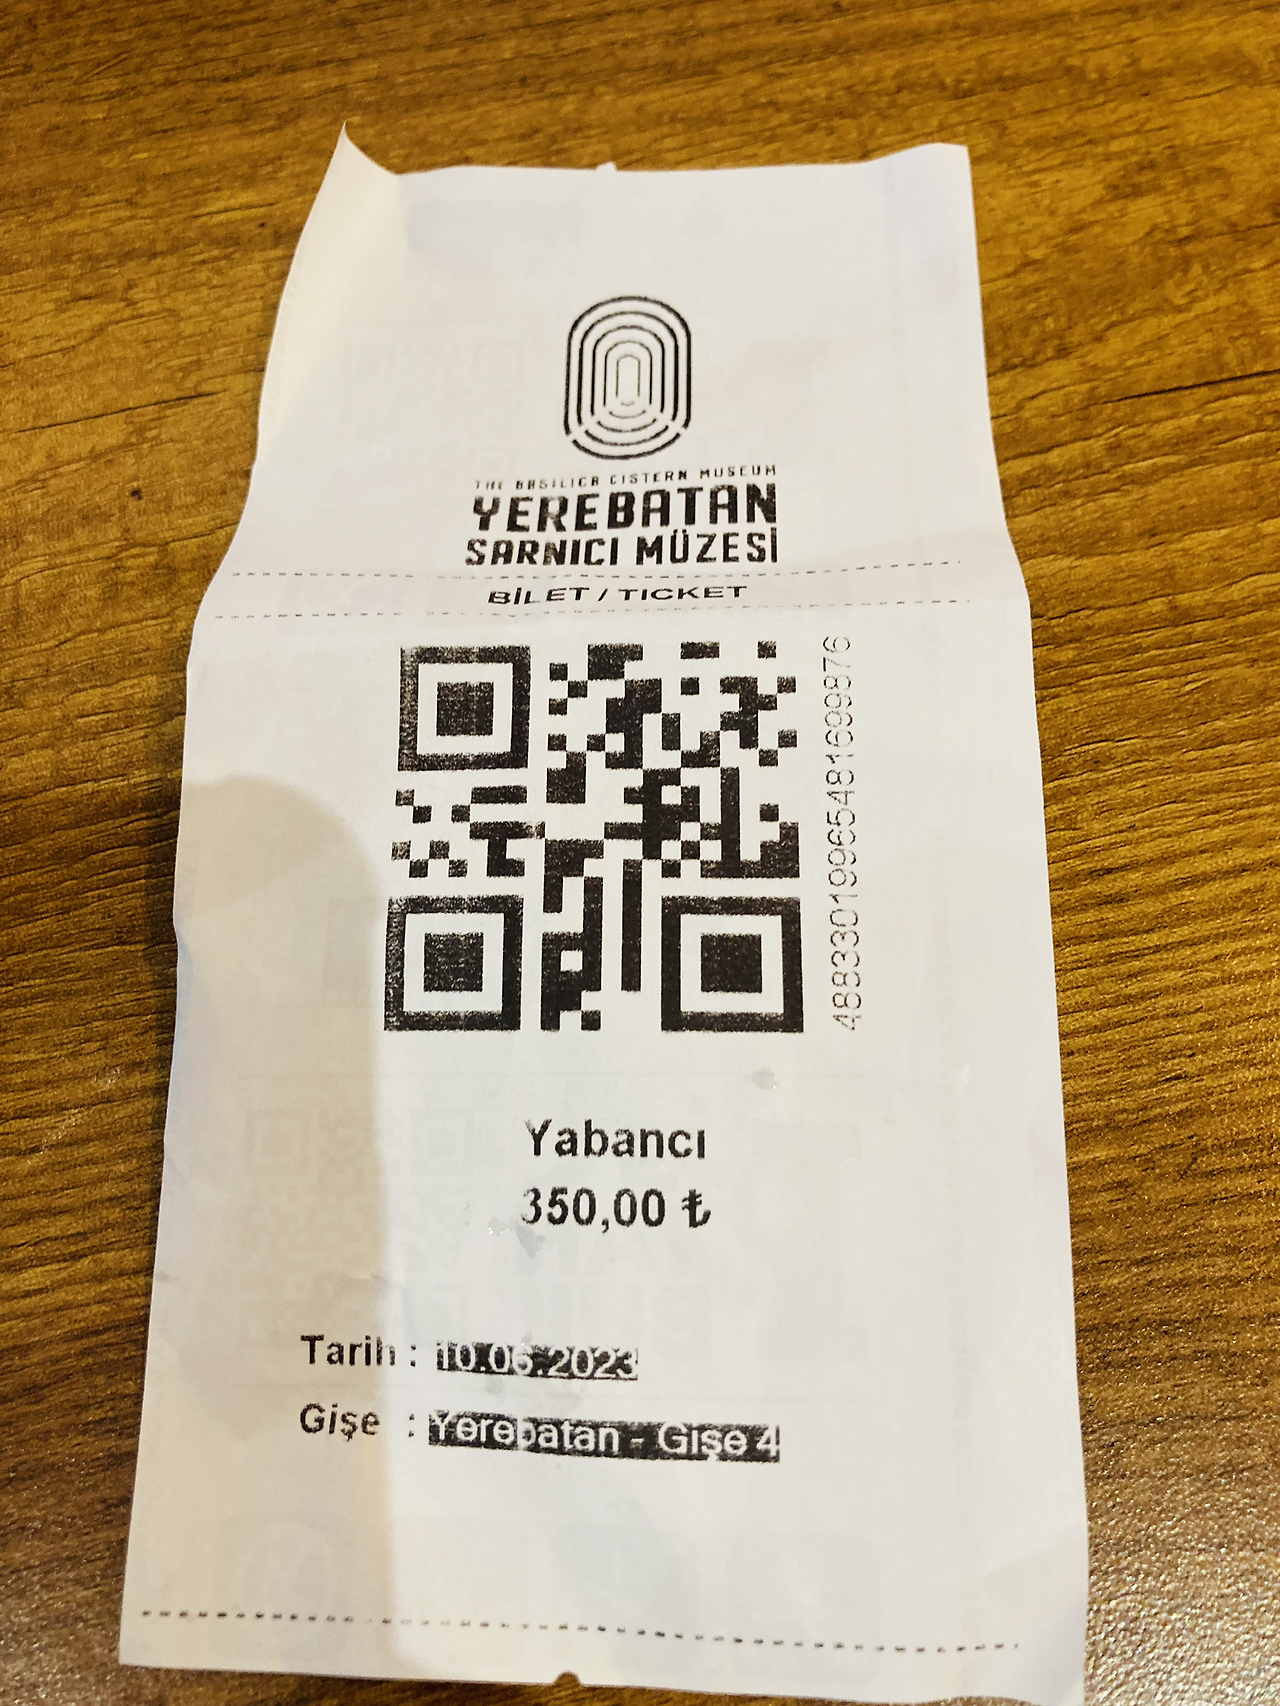 THE BASILICA CISTERN MUSEUM
YEREBATAN
SARNICI MÜZESİ
BİLET / TICKET
48833019965481699876
Yabancı
350,00 ₺
Tarih : 10.06.2023
Gişe : Yerebatan - Gişe 4